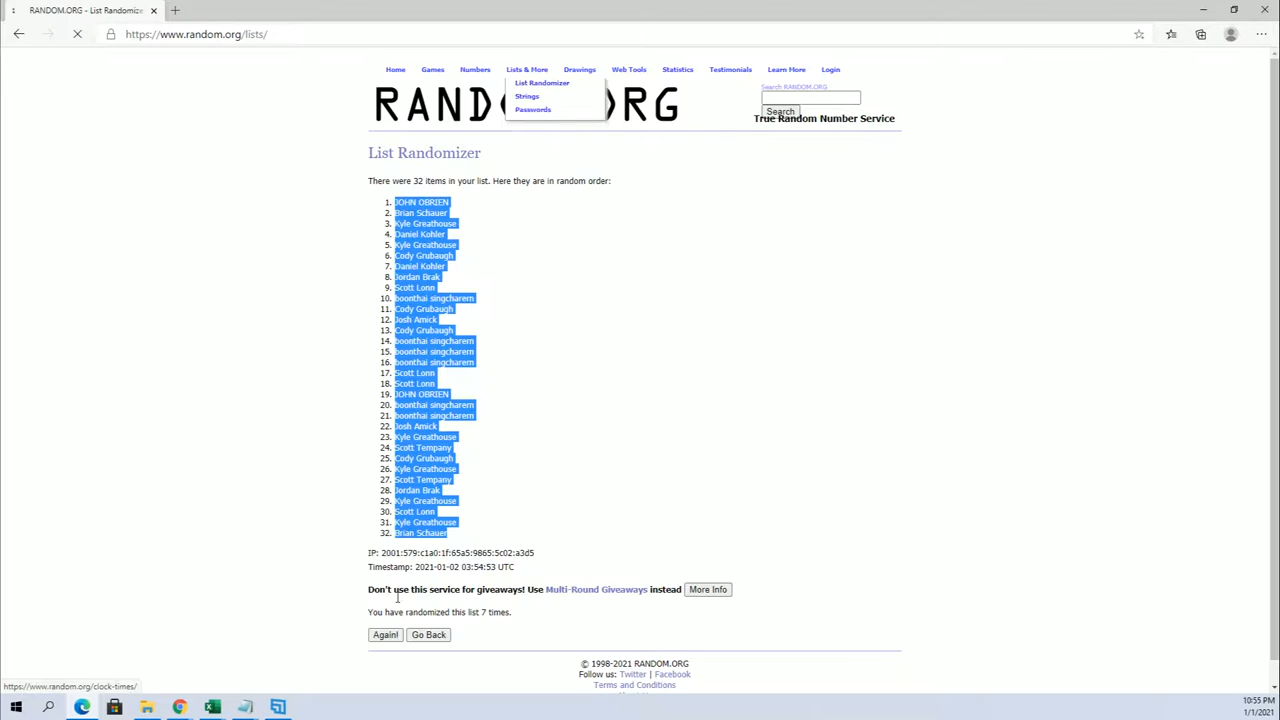 RANDOM.ORG - List Randomize
https://www.random.org/lists/
Home Games Numbers Lists & More Drawings Web Tools Statistics Testimonials Learn More Login
List Randomizer
Strings
Passwords
Search RANDOM.ORG
Search
True Random Number Service
List Randomizer
There were 32 items in your list. Here they are in random order:
1. JOHN OBRIEN
2. Brian Schauer
3. Kyle Greathouse
4. Daniel Kohler
5. Kyle Greathouse
6. Cody Grubaugh
7. Daniel Kohler
8. Jordan Brak
9. Scott Lonn
10. boonthai singcharern
11. Cody Grubaugh
12. Josh Amick
13. Cody Grubaugh
14. boonthai singcharern
15. boonthai singcharern
16. boonthai singcharern
17. Scott Lonn
18. Scott Lonn
19. JOHN OBRIEN
20. boonthai singcharern
21. boonthai singcharern
22. Josh Amick
23. Kyle Greathouse
24. Scott Tempany
25. Cody Grubaugh
26. Kyle Greathouse
27. Scott Tempany
28. Jordan Brak
29. Kyle Greathouse
30. Scott Lonn
31. Kyle Greathouse
32. Brian Schauer
IP: 2001:579:c1a0:1f:65a5:9865:5c02:a3d5
Timestamp: 2021-01-02 03:54:53 UTC
Don't use this service for giveaways! Use Multi-Round Giveaways instead More Info
You have randomized this list 7 times.
Again! Go Back
© 1998-2021 RANDOM.ORG
Follow us: Twitter | Facebook
Terms and Conditions
https://www.random.org/clock-times/
10:55 PM
1/1/2021